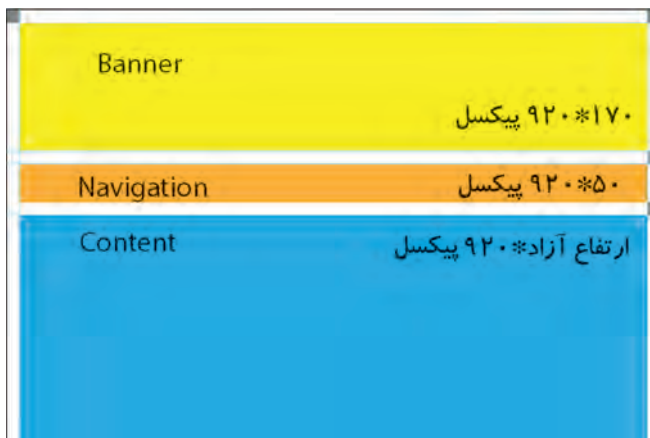 Banner
۹۲۰*۱۷۰ پیکسل
Navigation
۹۲۰*۵۰ پیکسل
Content
ارتفاع آزاد*۹۲۰ پیکسل